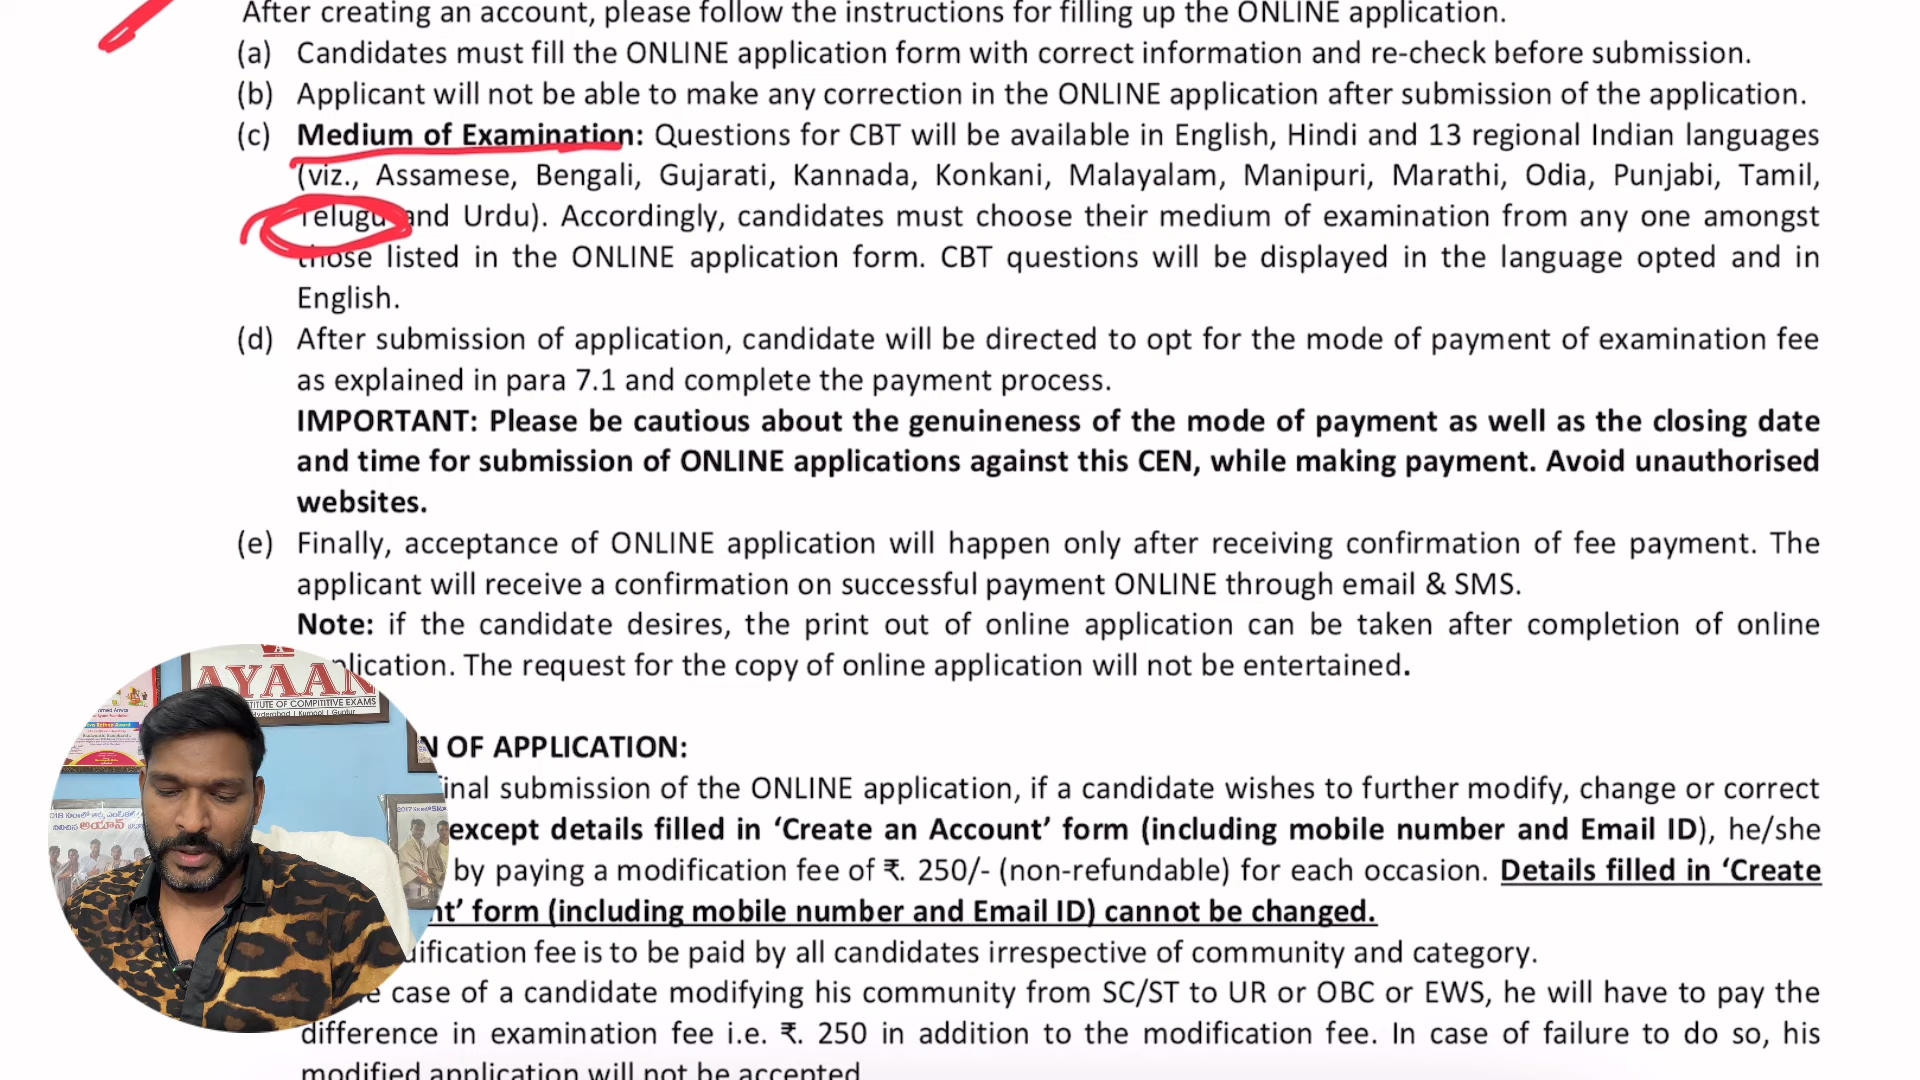 After creating an account, please follow the instructions for filling up the ONLINE application.
(a) Candidates must fill the ONLINE application form with correct information and re-check before submission.
(b) Applicant will not be able to make any correction in the ONLINE application after submission of the application.
(c) Medium of Examination: Questions for CBT will be available in English, Hindi and 13 regional Indian languages
(viz., Assamese, Bengali, Gujarati, Kannada, Konkani, Malayalam, Manipuri, Marathi, Odia, Punjabi, Tamil,
Telugu and Urdu). Accordingly, candidates must choose their medium of examination from any one amongst
those listed in the ONLINE application form. CBT questions will be displayed in the language opted and in
English.
(d) After submission of application, candidate will be directed to opt for the mode of payment of examination fee
as explained in para 7.1 and complete the payment process.
IMPORTANT: Please be cautious about the genuineness of the mode of payment as well as the closing date
and time for submission of ONLINE applications against this CEN, while making payment. Avoid unauthorised
websites.
(e) Finally, acceptance of ONLINE application will happen only after receiving confirmation of fee payment. The
applicant will receive a confirmation on successful payment ONLINE through email & SMS.
Note: if the candidate desires, the print out of online application can be taken after completion of online
plication. The request for the copy of online application will not be entertained.
N OF APPLICATION:
inal submission of the ONLINE application, if a candidate wishes to further modify, change or correct
except details filled in ‘Create an Account’ form (including mobile number and Email ID), he/she
by paying a modification fee of ₹. 250/- (non-refundable) for each occasion. Details filled in ‘Create
nt’ form (including mobile number and Email ID) cannot be changed.
ification fee is to be paid by all candidates irrespective of community and category.
e case of a candidate modifying his community from SC/ST to UR or OBC or EWS, he will have to pay the
difference in examination fee i.e. ₹. 250 in addition to the modification fee. In case of failure to do so, his
modified application will not be accepted
AYAAN
TITUTE OF COMPITITIVE EXAMS
Hyderabad | Kurnool | Guntur
అయాన్